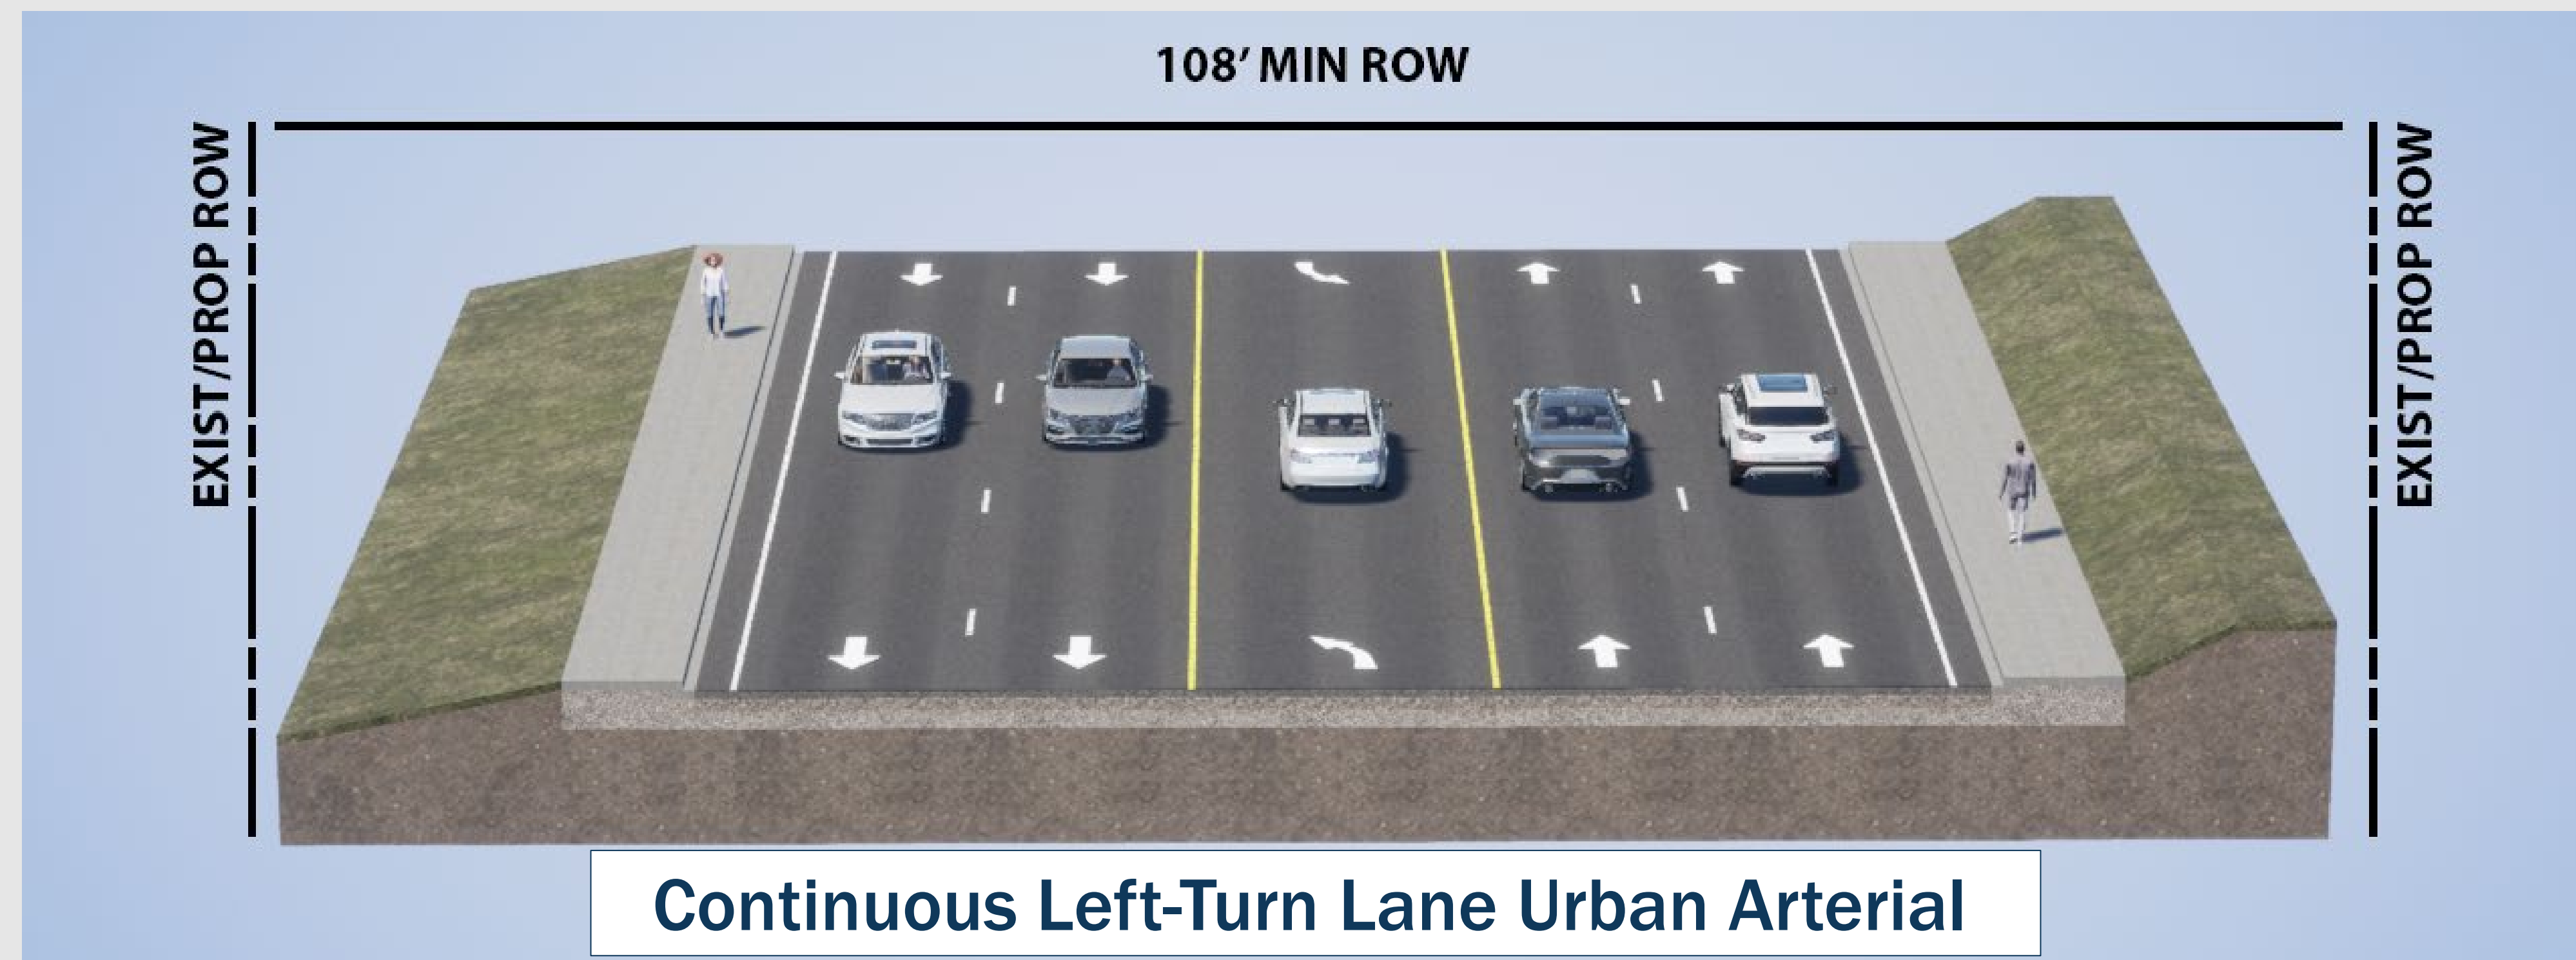 108' MIN ROW
EXIST/PROP ROW
EXIST/PROP ROW
Continuous Left-Turn Lane Urban Arterial